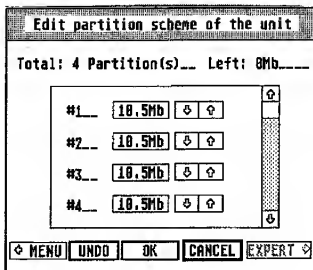 Edit partition scheme of the unit
Total: 4 Partition(s)__ Left: 0Mb____
#1__ 10.5Mb
#2__ 10.5Mb
#3__ 10.5Mb
#4__ 10.5Mb
MENU UNDO OK CANCEL EXPERT